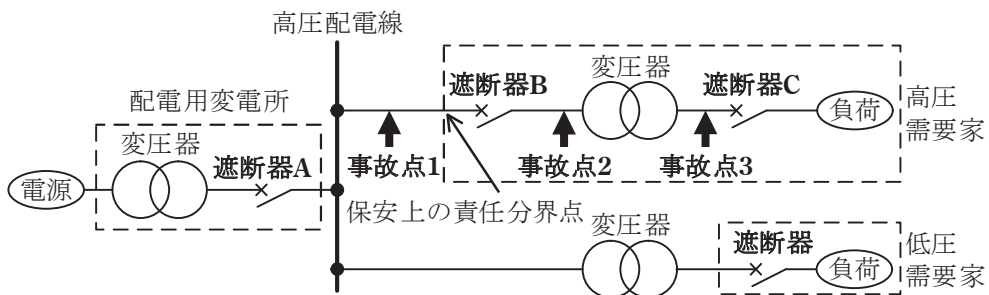 高圧配電線
変圧器
遮断器B
遮断器C
負荷
高圧
需要家
配電用変電所
変圧器
遮断器A
電源
事故点1
事故点2
事故点3
保安上の責任分界点
変圧器
遮断器
負荷
低圧
需要家